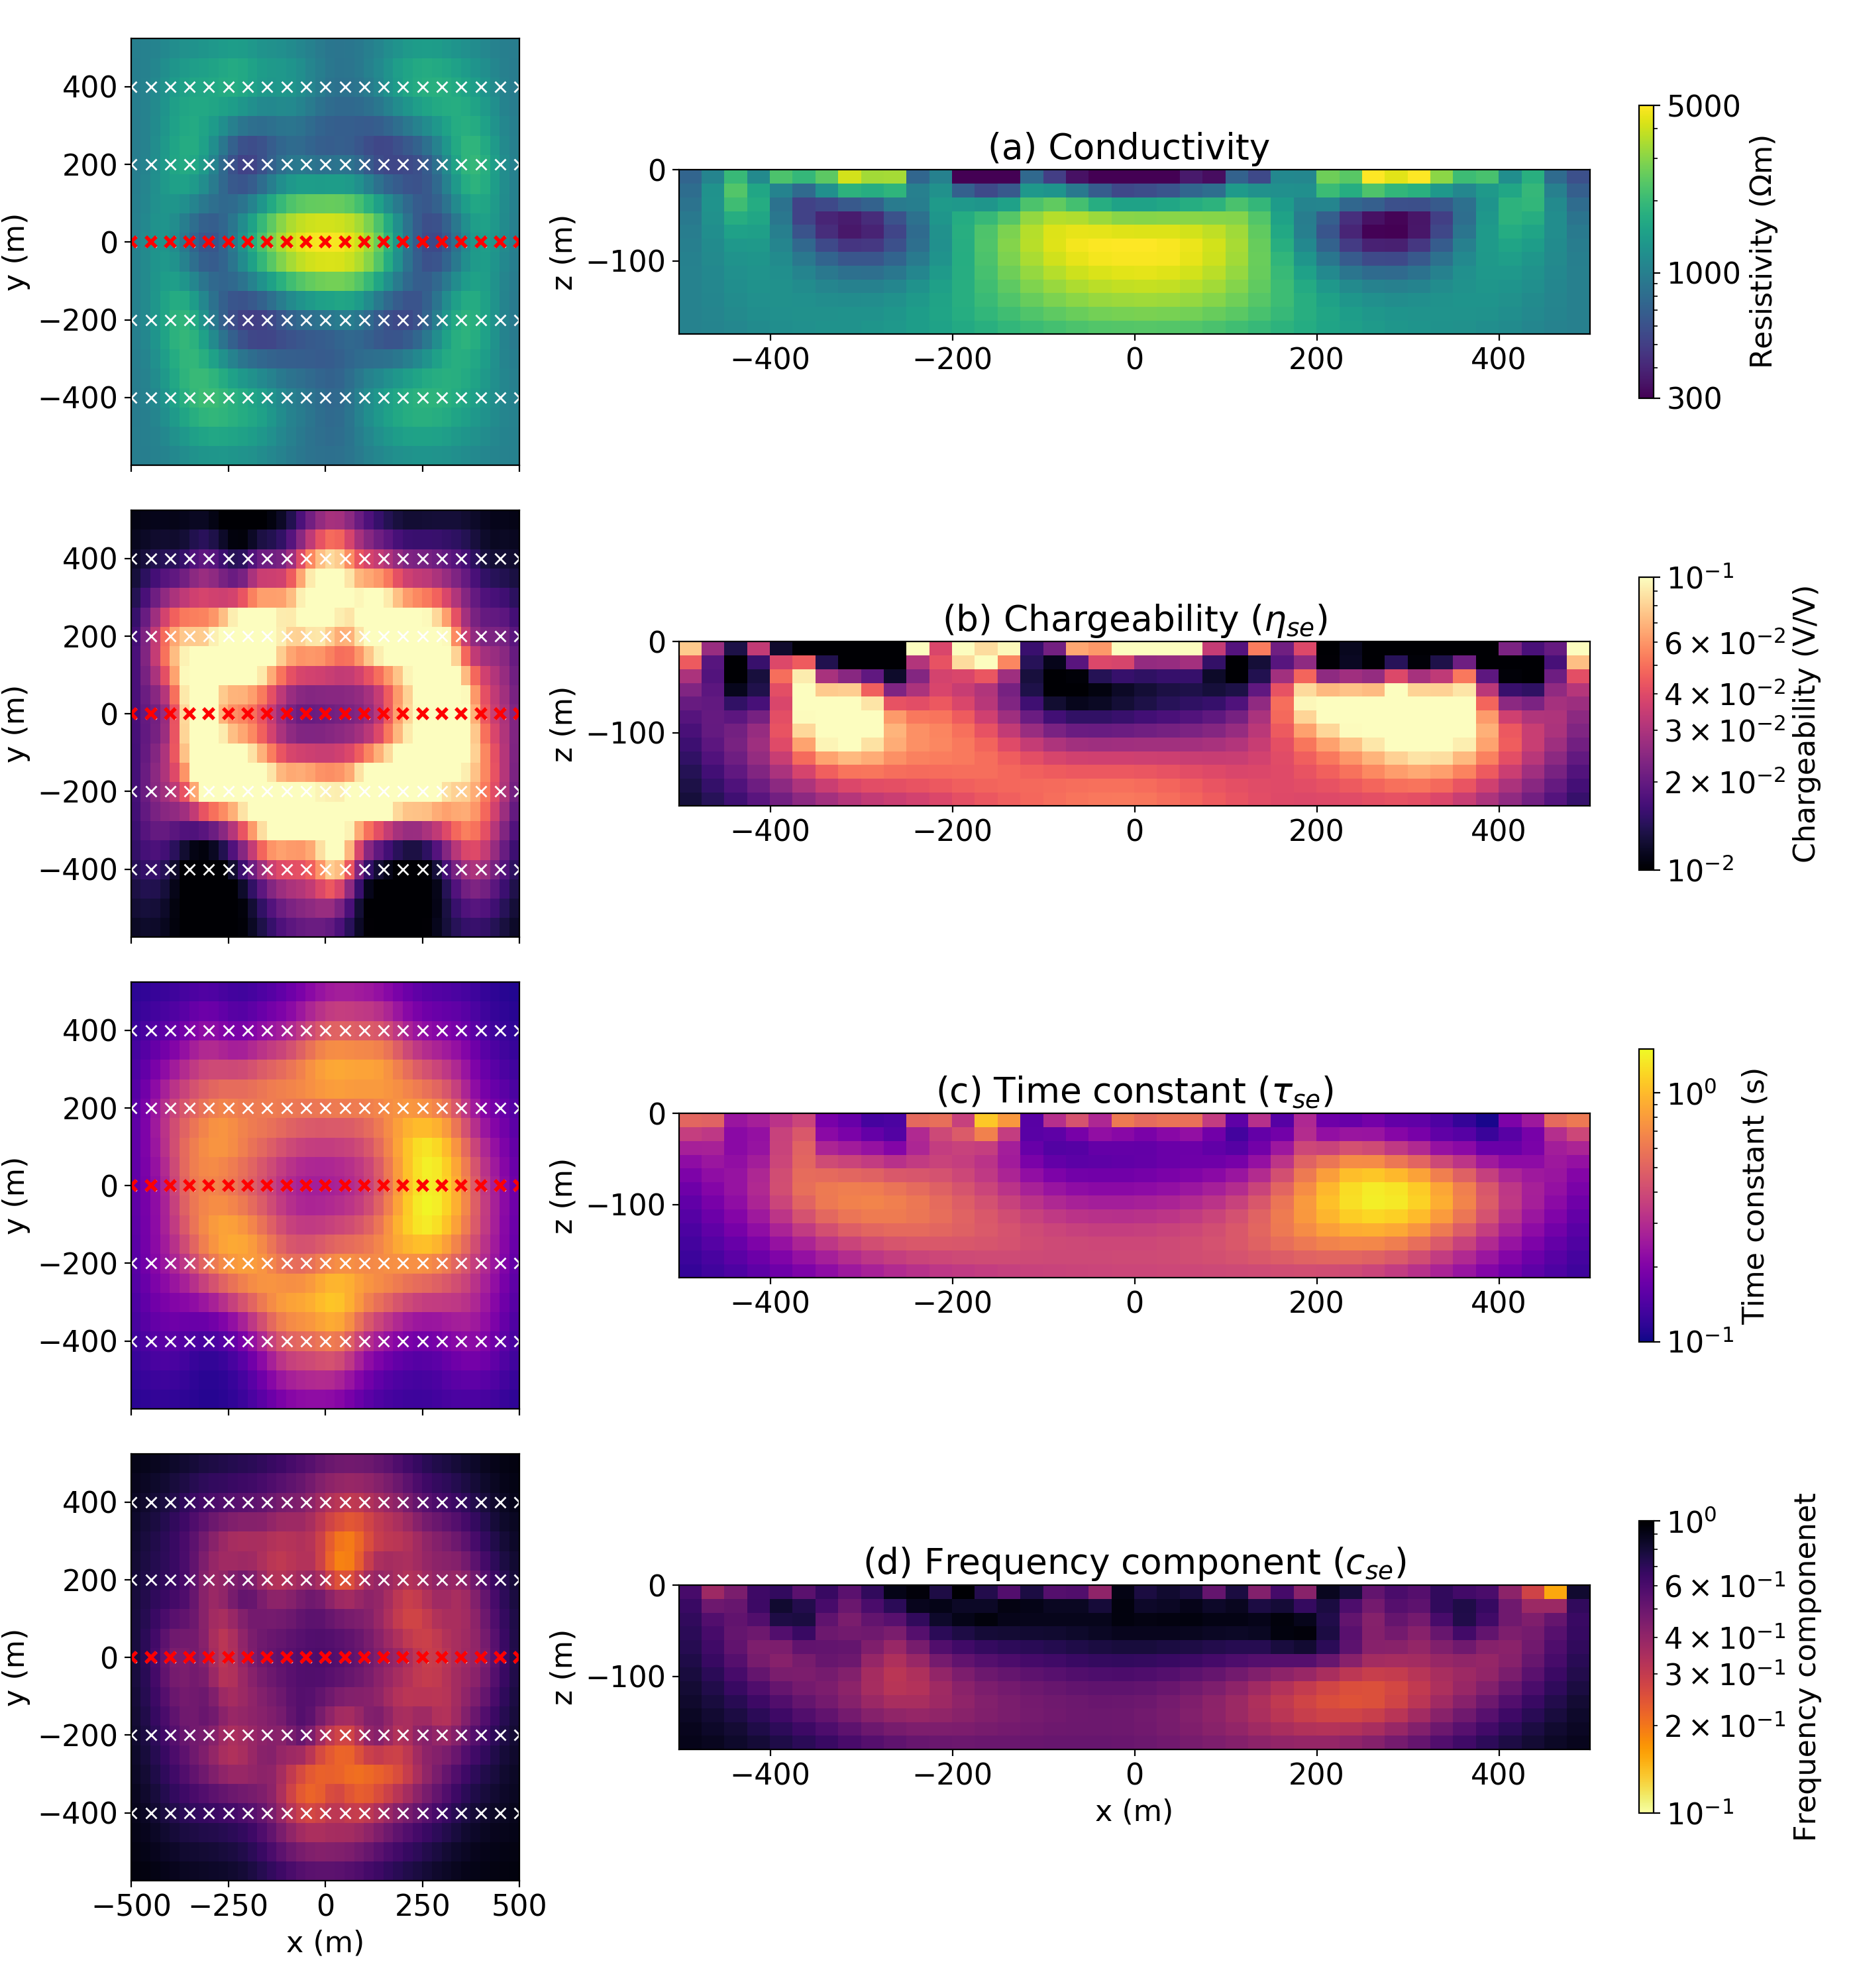 (a) Conductivity
y (m)
400
200
0
−200
−400
z (m)
0
−100
−400 −200 0 200 400
5000
1000
300
Resistivity (Ωm)
(b) Chargeability (ηse)
y (m)
400
200
0
−200
−400
z (m)
0
−100
−400 −200 0 200 400
10−1
6 × 10−2
4 × 10−2
3 × 10−2
2 × 10−2
10−2
Chargeability (V/V)
(c) Time constant (τse)
y (m)
400
200
0
−200
−400
z (m)
0
−100
−400 −200 0 200 400
100
10−1
Time constant (s)
(d) Frequency component (cse)
y (m)
400
200
0
−200
−400
−500 −250 0 250 500
x (m)
z (m)
0
−100
−400 −200 0 200 400
x (m)
100
6 × 10−1
4 × 10−1
3 × 10−1
2 × 10−1
10−1
Frequency componenet